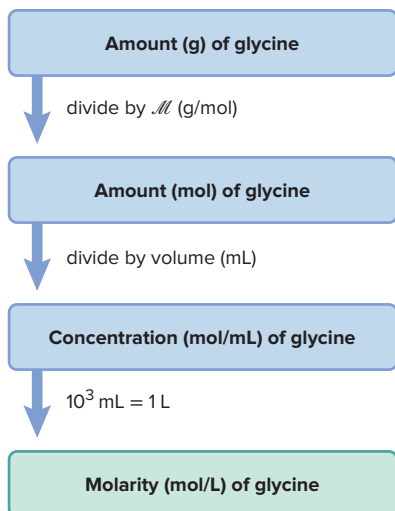 Amount (g) of glycine
divide by ℳ (g/mol)
Amount (mol) of glycine
divide by volume (mL)
Concentration (mol/mL) of glycine
10³ mL = 1 L
Molarity (mol/L) of glycine